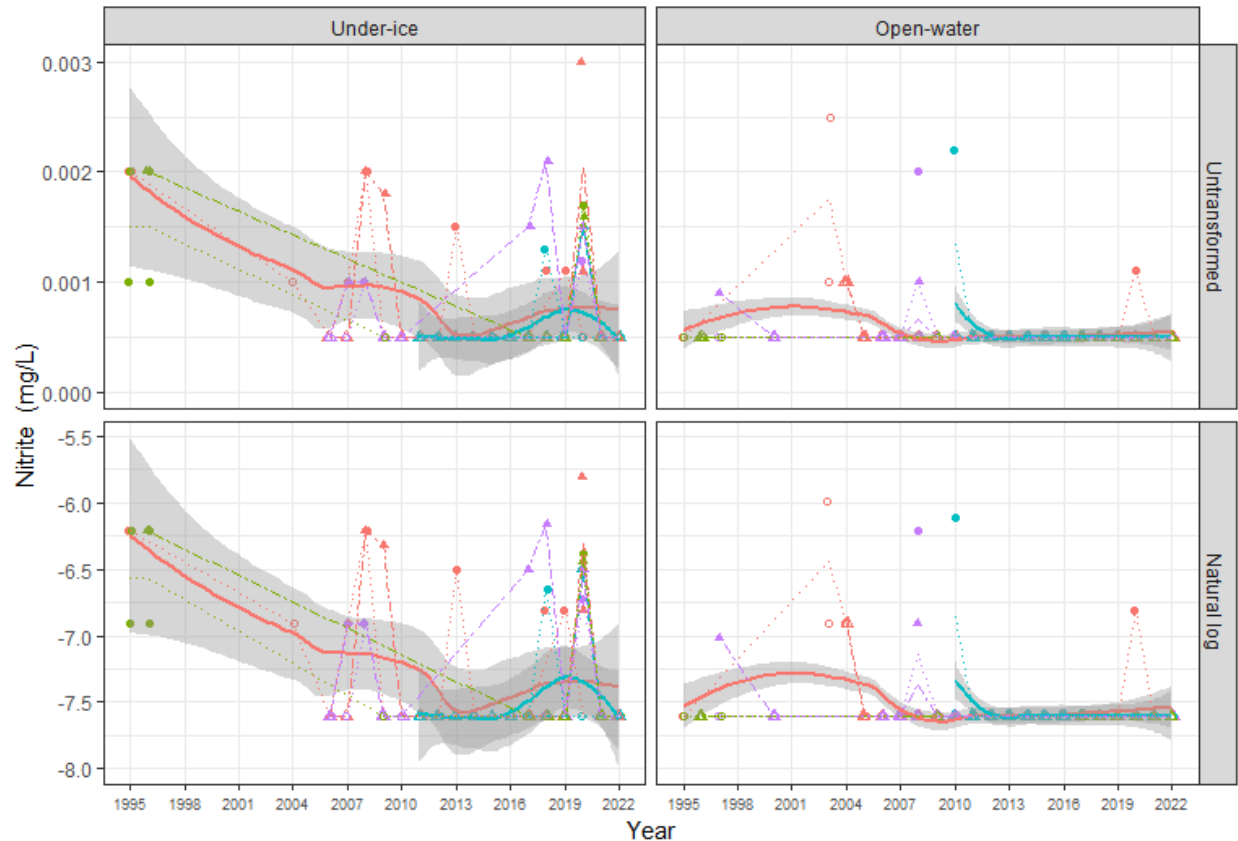 Under-ice Open-water
0.003
0.002
0.001
0.000
Untransformed
-5.5
-6.0
-6.5
-7.0
-7.5
-8.0
Natural log
Nitrite (mg/L)
1995 1998 2001 2004 2007 2010 2013 2016 2019 2022 1995 1998 2001 2004 2007 2010 2013 2016 2019 2022
Year